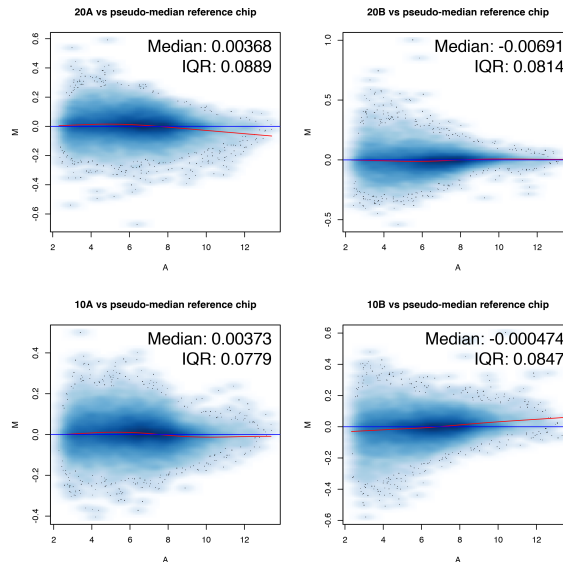 20A vs pseudo-median reference chip
Median: 0.00368
IQR: 0.0889
M
0.6
0.4
0.2
0.0
-0.2
-0.4
-0.6
2 4 6 8 10 12
A
20B vs pseudo-median reference chip
Median: -0.00691
IQR: 0.0814
M
1.0
0.5
0.0
-0.5
2 4 6 8 10 12
A
10A vs pseudo-median reference chip
Median: 0.00373
IQR: 0.0779
M
0.4
0.2
0.0
-0.2
-0.4
2 4 6 8 10 12
A
10B vs pseudo-median reference chip
Median: -0.000474
IQR: 0.0847
M
0.6
0.4
0.2
0.0
-0.2
-0.4
-0.6
2 4 6 8 10 12
A